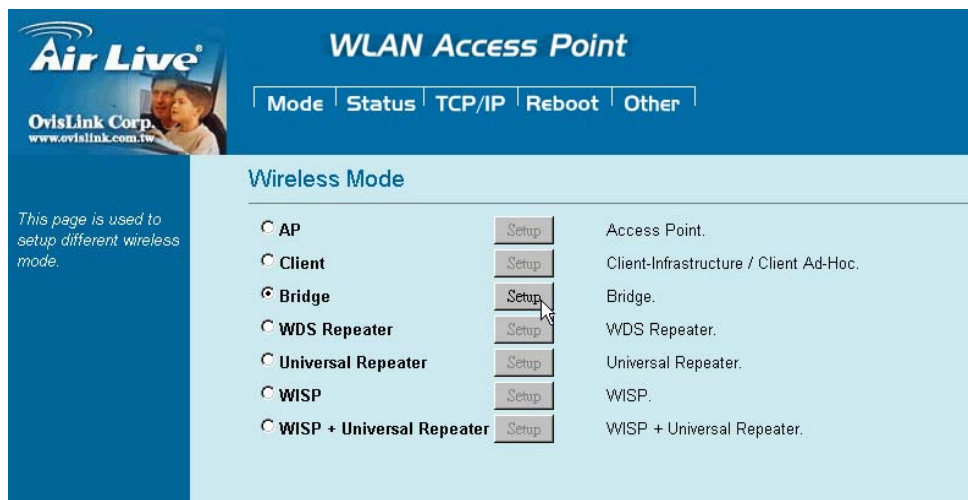 Air Live®
OvisLink Corp.
www.ovislink.com.tw
WLAN Access Point
Mode Status TCP/IP Reboot Other
This page is used to
setup different wireless
mode.
Wireless Mode
AP Setup Access Point.
Client Setup Client-Infrastructure / Client Ad-Hoc.
Bridge Setup Bridge.
WDS Repeater Setup WDS Repeater.
Universal Repeater Setup Universal Repeater.
WISP Setup WISP.
WISP + Universal Repeater Setup WISP + Universal Repeater.